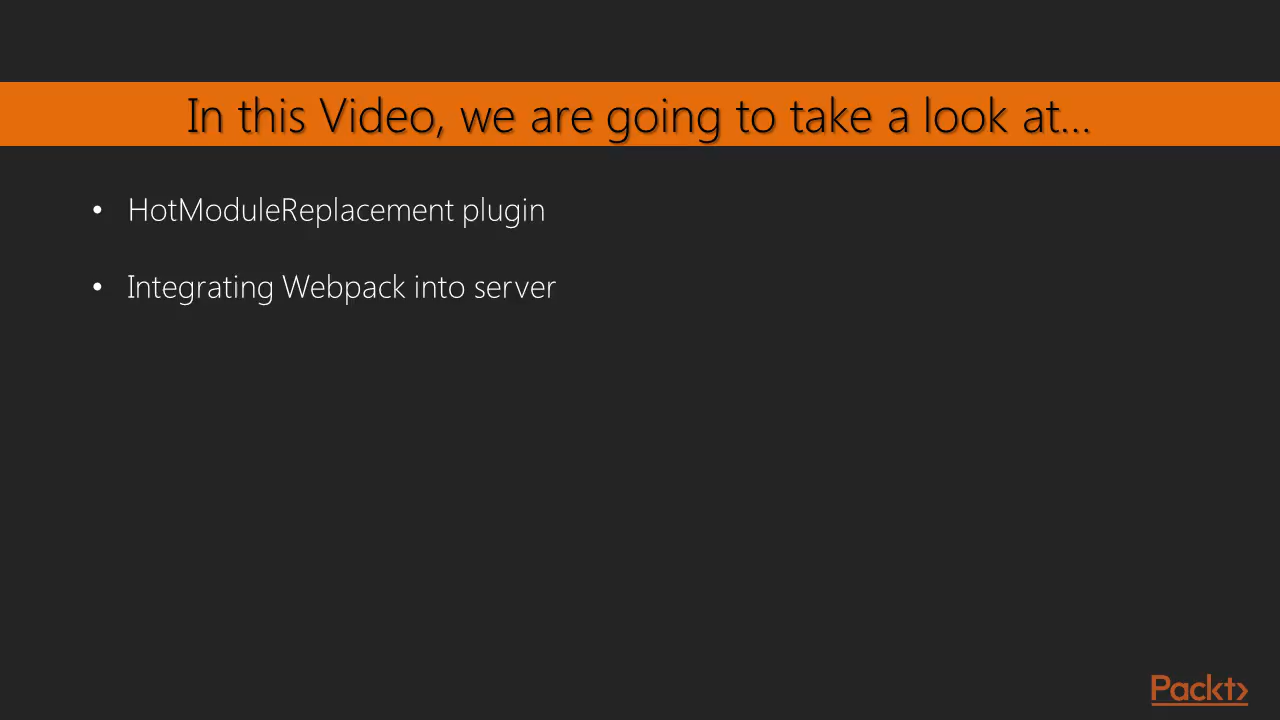 In this Video, we are going to take a look at...
• HotModuleReplacement plugin
• Integrating Webpack into server
Packt>